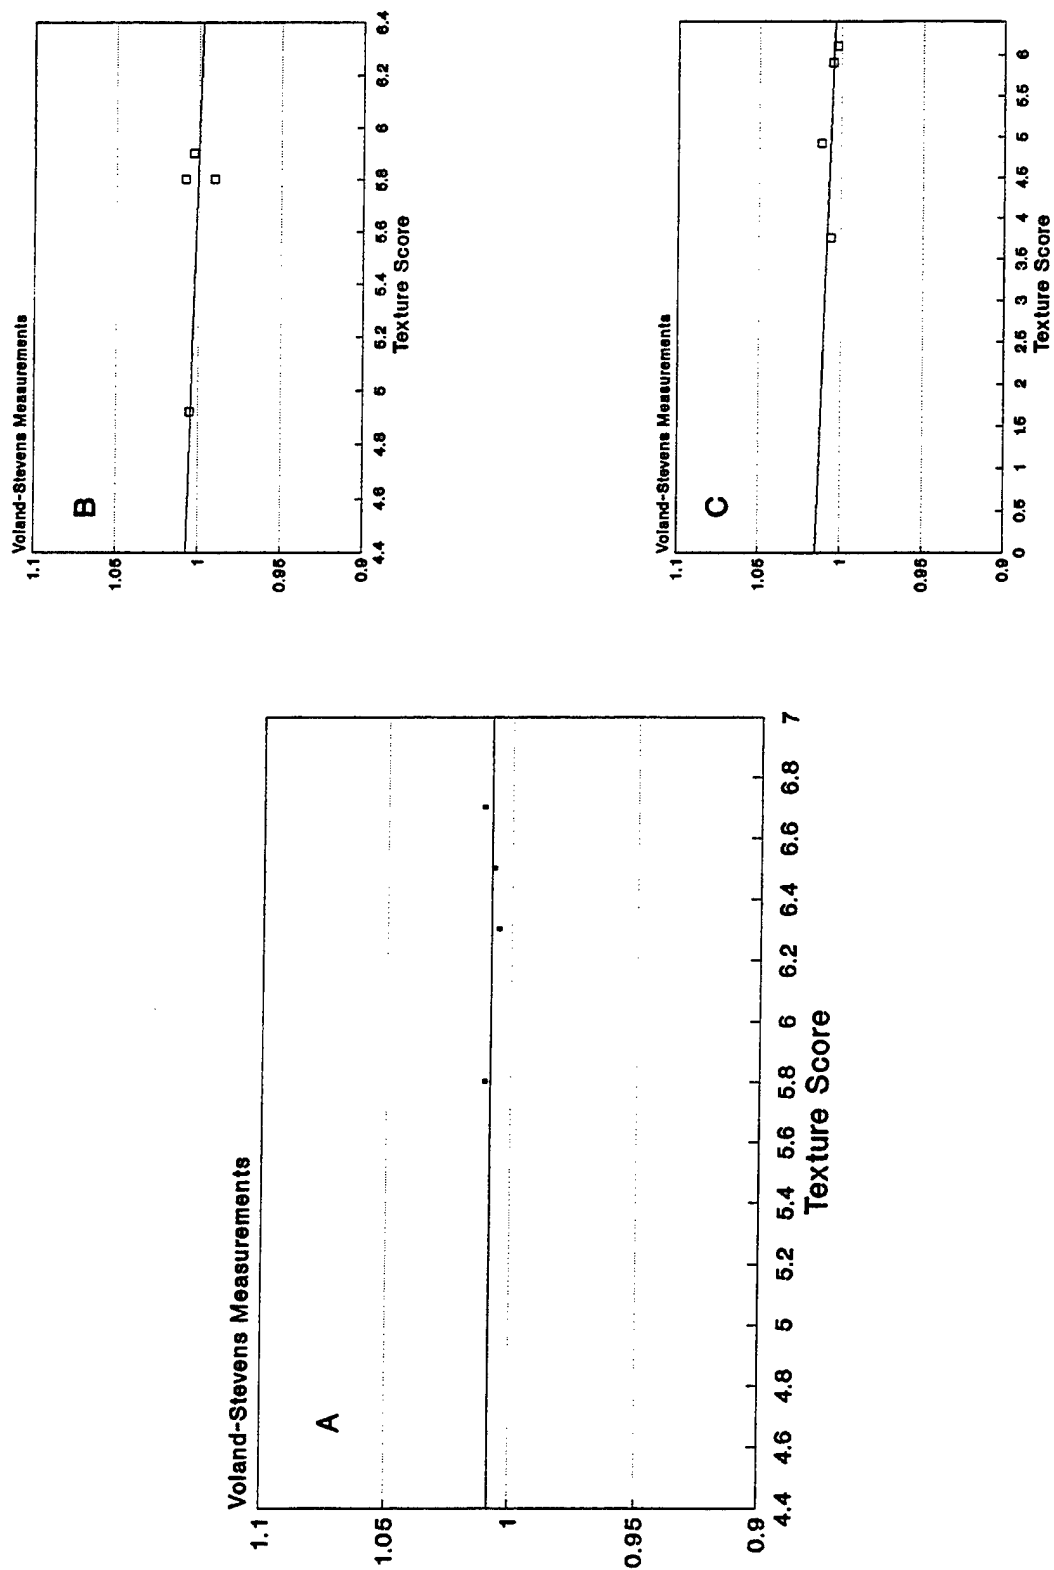 Voland-Stevens Measurements
A
1.1
1.05
1
0.95
0.9
4.4 4.6 4.8 5 5.2 5.4 5.6 5.8 6 6.2 6.4 6.6 6.8 7
Texture Score
Voland-Stevens Measurements
B
1.1
1.05
1
0.95
0.9
4.4 4.6 4.8 5 5.2 5.4 5.6 5.8 6 6.2 6.4
Texture Score
Voland-Stevens Measurements
C
1.1
1.05
1
0.95
0.9
0 0.5 1 1.5 2 2.5 3 3.5 4 4.5 5 5.5 6
Texture Score